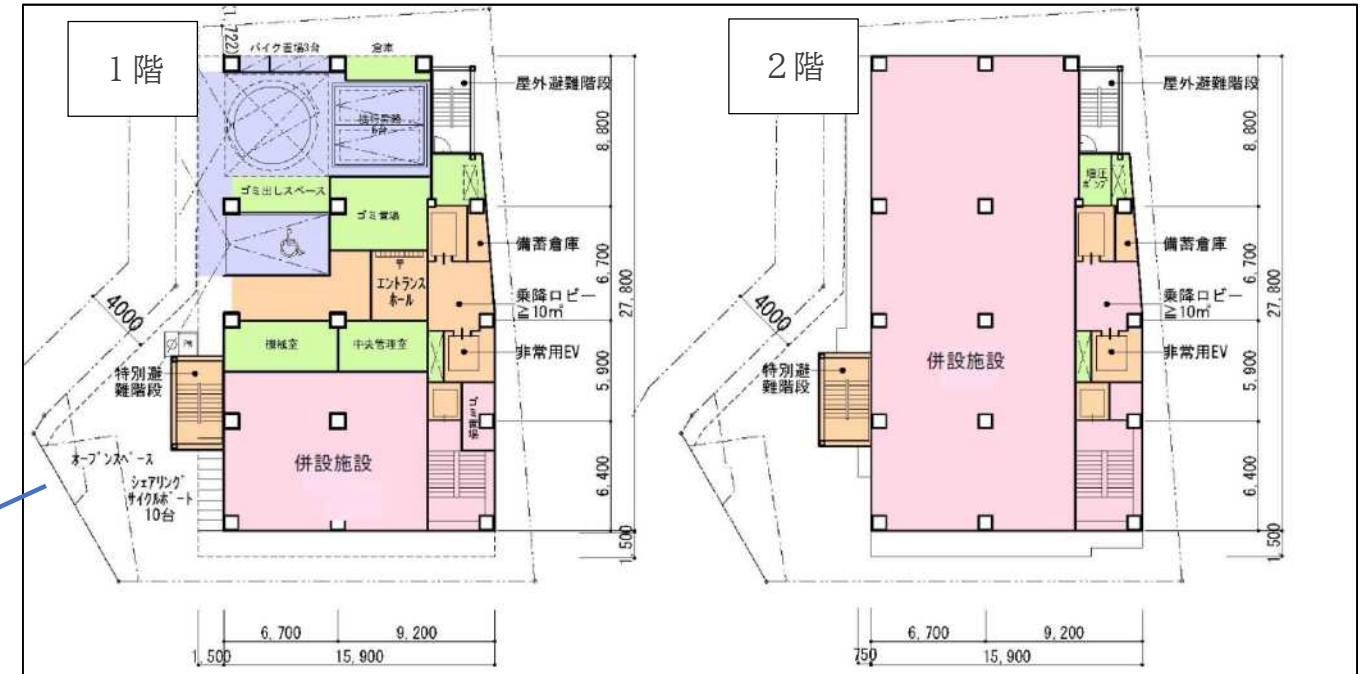 1階
(1,722)
バイク置場3台
倉庫
屋外避難階段
6台
8,800
ゴミ出しスペース
ゴミ置場
備蓄倉庫
6,700
27,800
〒
エントランス
ホール
乗降ロビー
≧10㎡
4000
機械室
中央管理室
非常用EV
5,900
特別避
難階段
ゴミ置場
併設施設
オープンスペース
シェアリング
サイクルポート
10台
6,400
1,500
6,700
9,200
1,500
15,900
2階
屋外避難階段
8,800
増圧
ポンプ
備蓄倉庫
6,700
27,800
乗降ロビー
≧10㎡
4000
併設施設
非常用EV
5,900
特別避
難階段
6,400
1,500
6,700
9,200
750
15,900